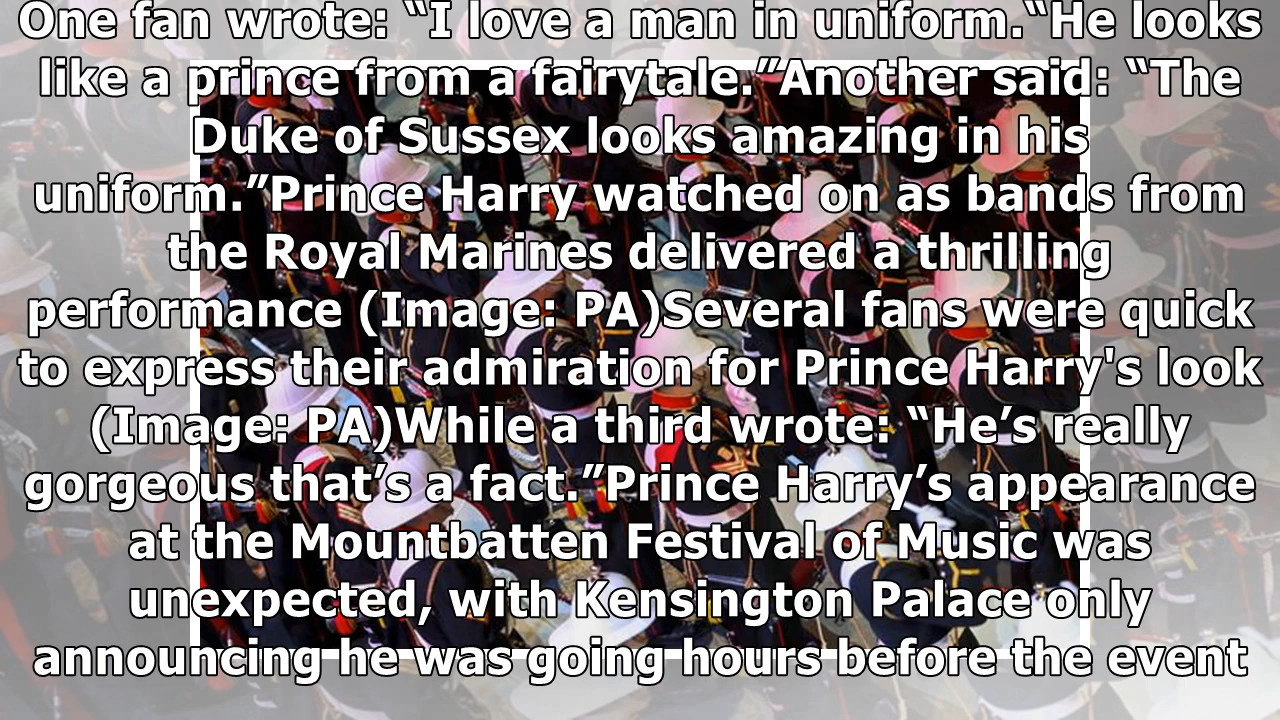 One fan wrote: “I love a man in uniform.“He looks
like a prince from a fairytale.”Another said: “The
Duke of Sussex looks amazing in his
uniform.”Prince Harry watched on as bands from
the Royal Marines delivered a thrilling
performance (Image: PA)Several fans were quick
to express their admiration for Prince Harry's look
(Image: PA)While a third wrote: “He’s really
gorgeous that’s a fact.”Prince Harry’s appearance
at the Mountbatten Festival of Music was
unexpected, with Kensington Palace only
announcing he was going hours before the event